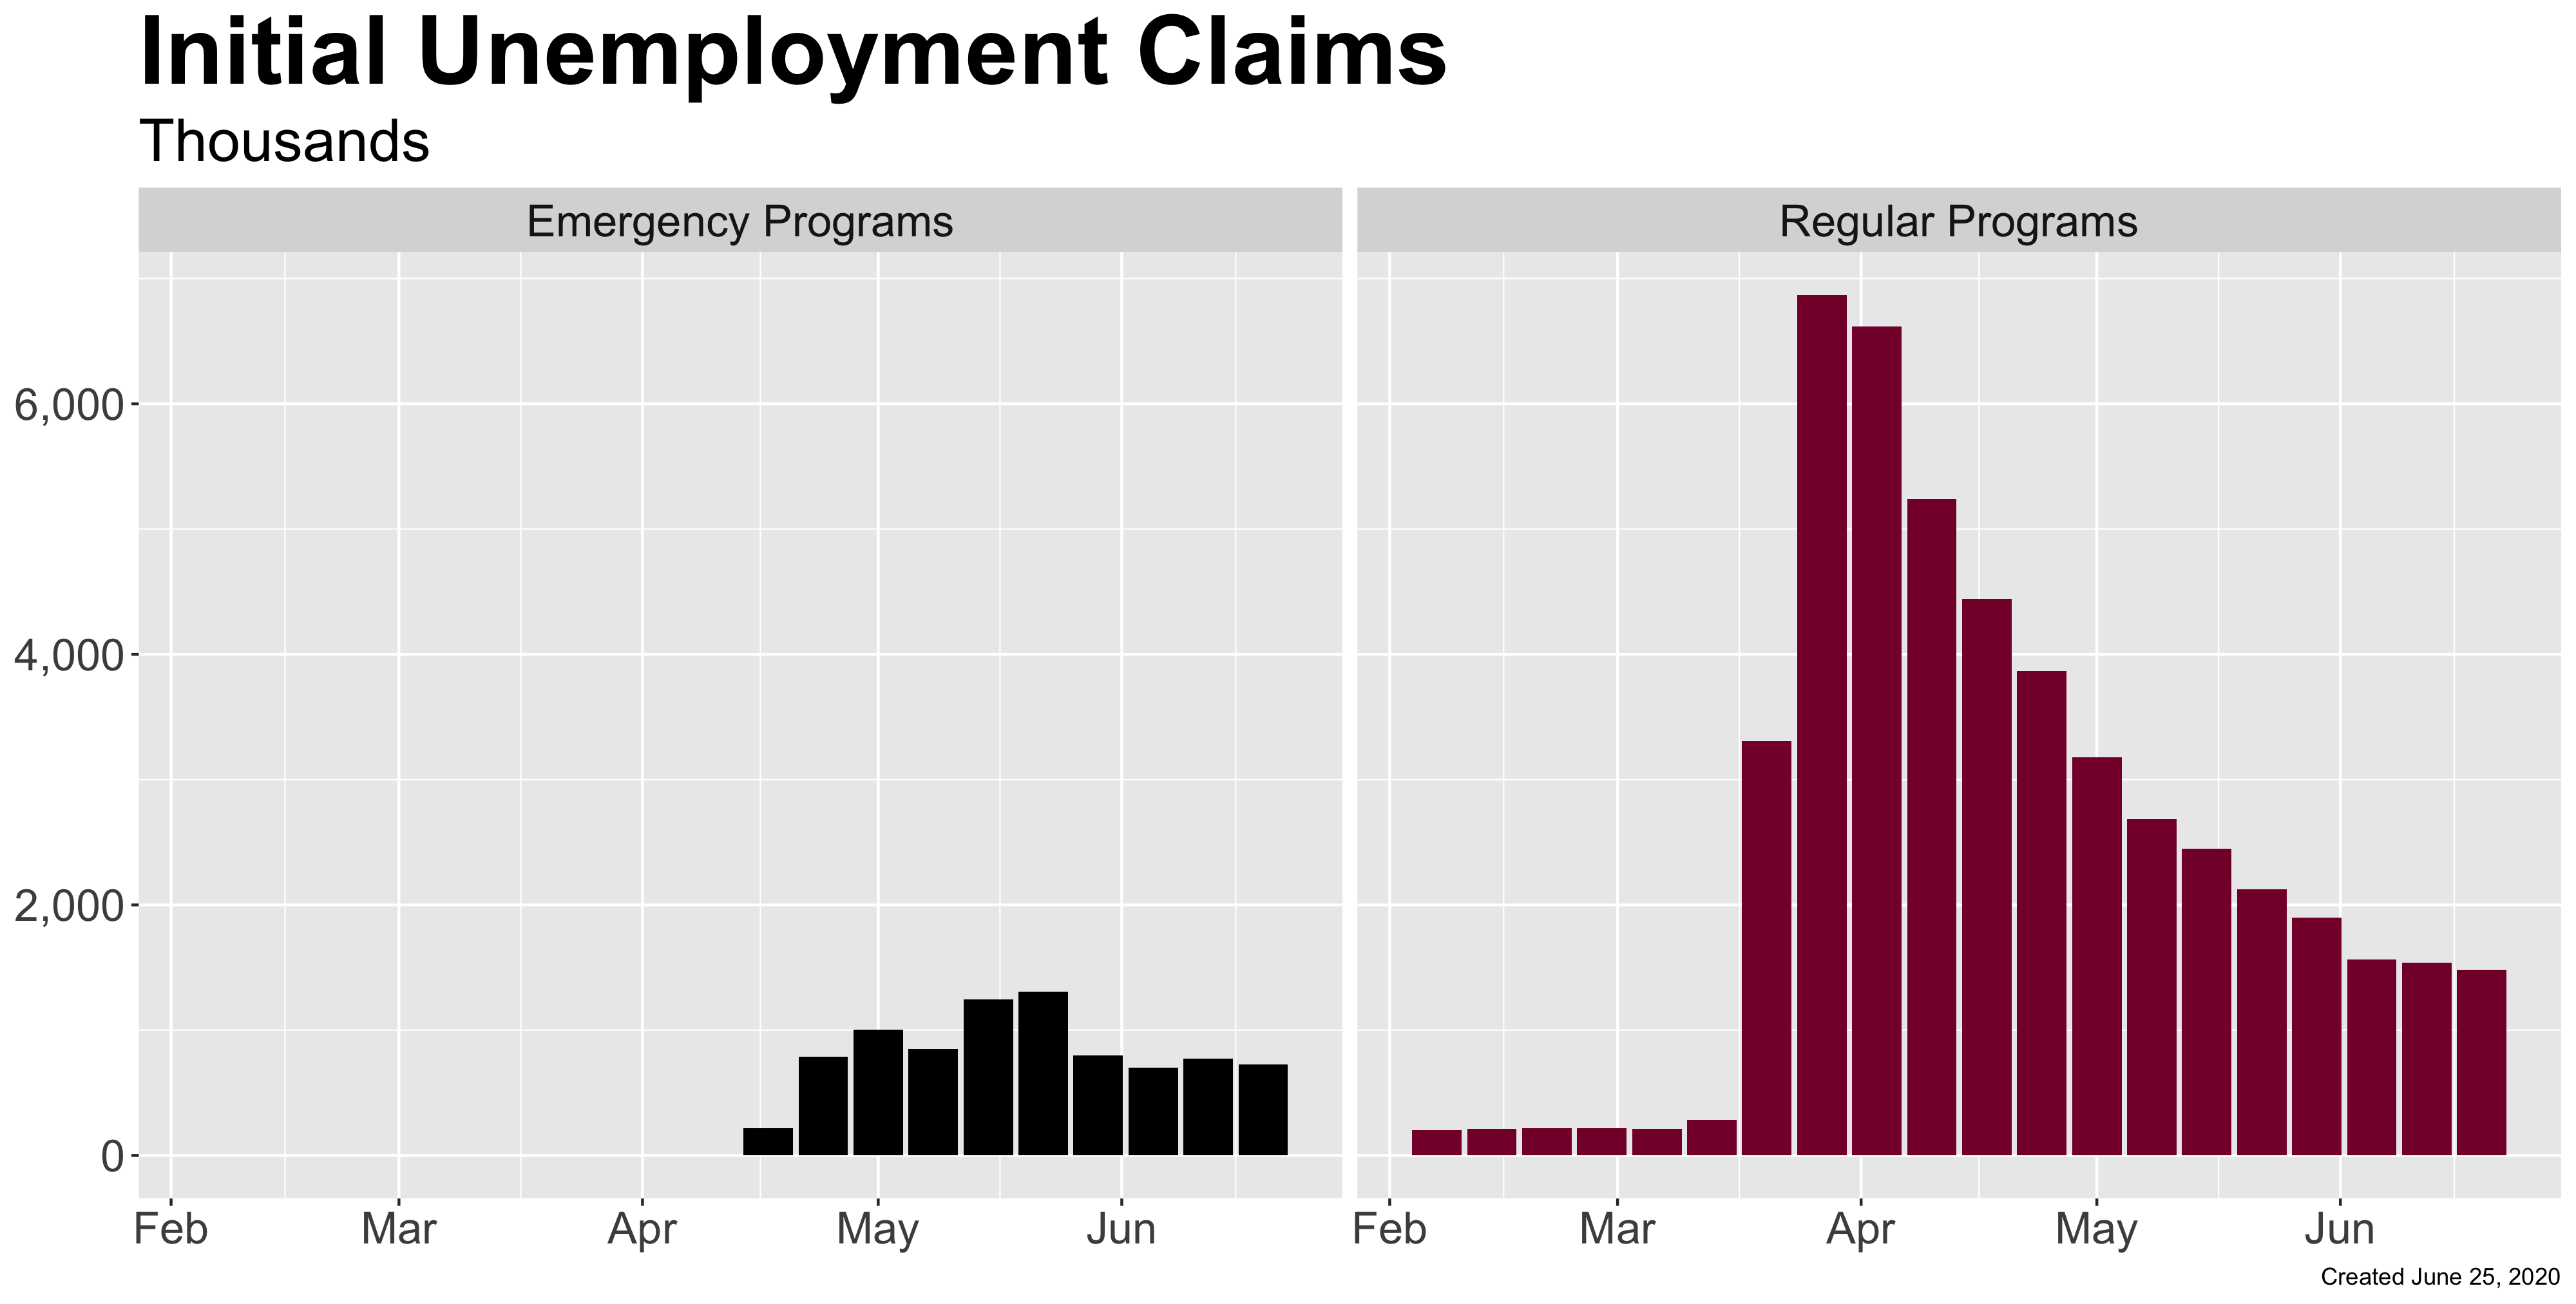 Initial Unemployment Claims
Thousands
Emergency Programs
Regular Programs
6,000
4,000
2,000
0
Feb Mar Apr May Jun
Feb Mar Apr May Jun
Created June 25, 2020